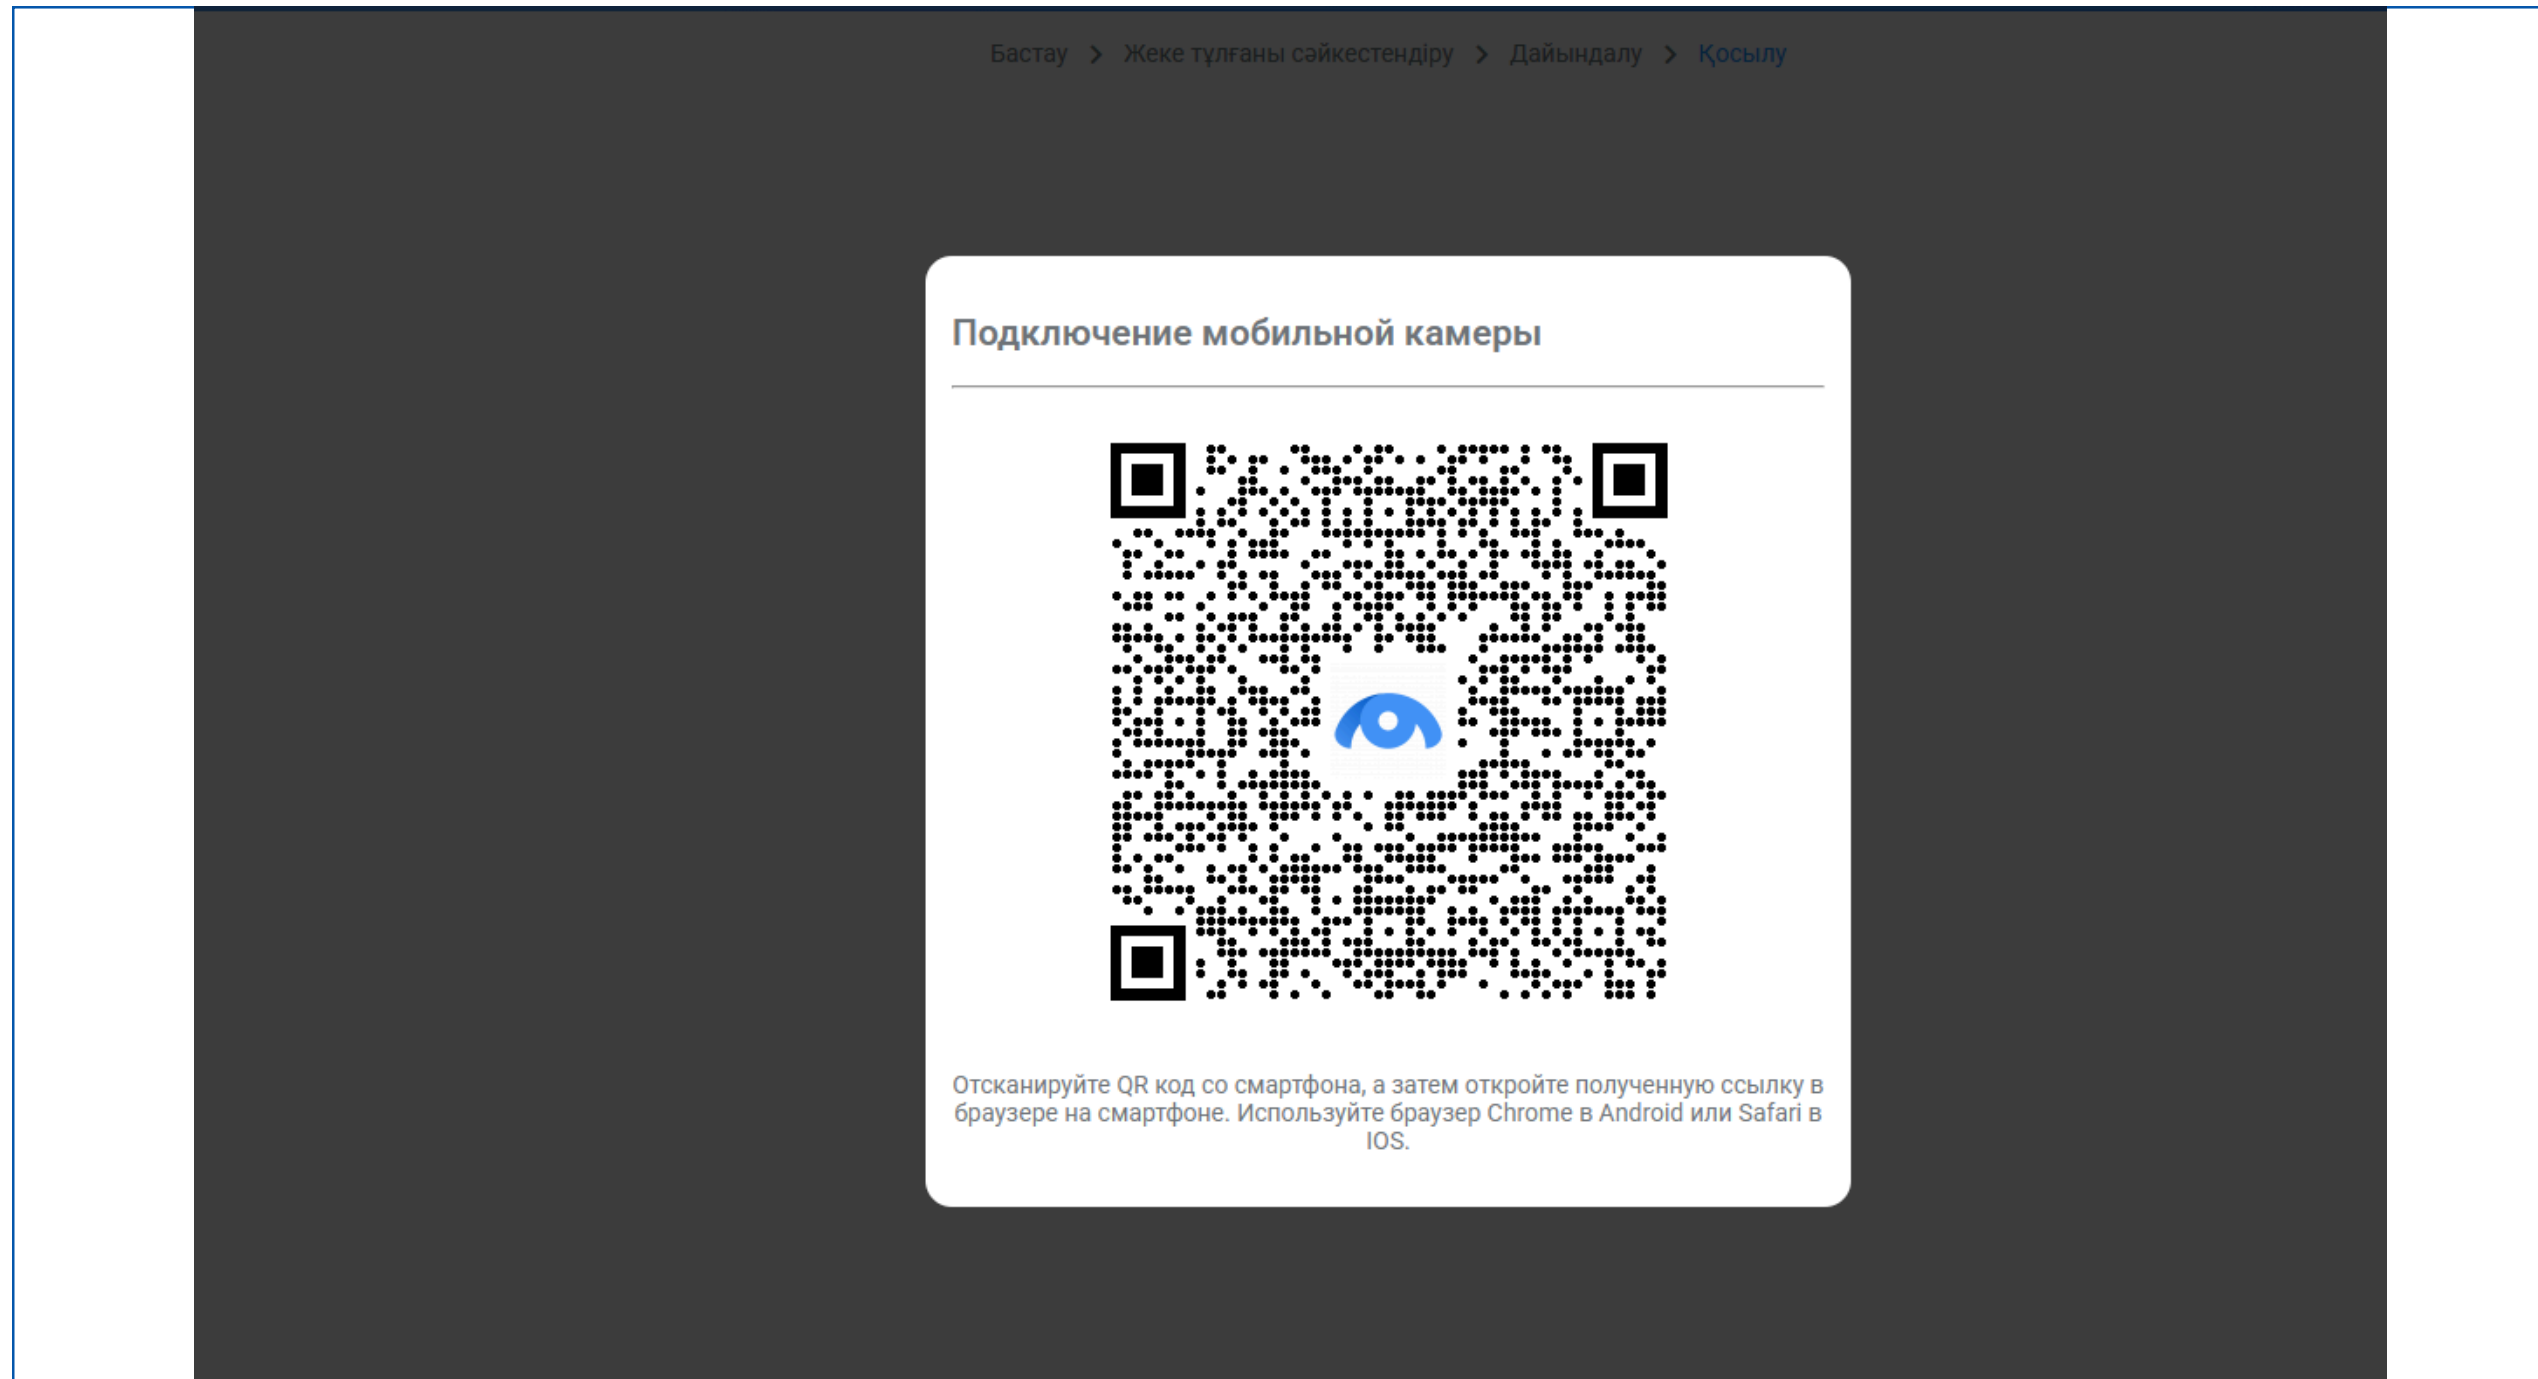 Бастау > Жеке тұлғаны сәйкестендіру > Дайындалу > Қосылу
Подключение мобильной камеры
Отсканируйте QR код со смартфона, а затем откройте полученную ссылку в
браузере на смартфоне. Используйте браузер Chrome в Android или Safari в
IOS.